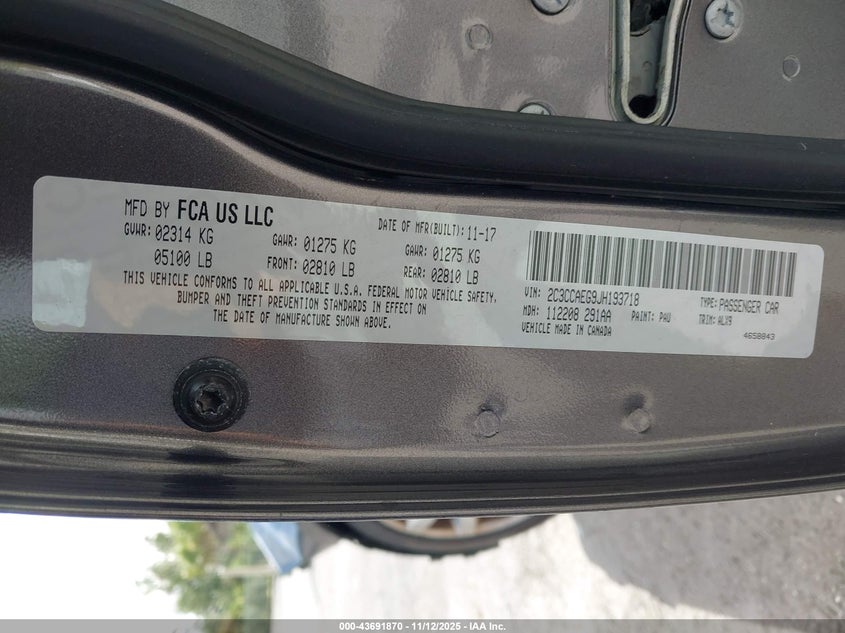 MFD BY FCA US LLC DATE OF MFR(BUILT): 11-17
GVWR: 02314 KG GAWR: 01275 KG GAWR: 01275 KG
05100 LB FRONT: 02810 LB REAR: 02810 LB
THIS VEHICLE CONFORMS TO ALL APPLICABLE U.S.A. FEDERAL MOTOR VEHICLE SAFETY,
BUMPER AND THEFT PREVENTION STANDARDS IN EFFECT ON
THE DATE OF MANUFACTURE SHOWN ABOVE.
VIN: 2C3CCAEG9JH193718 TYPE: PASSENGER CAR
MDH: 112208 291AA PAINT: PAU TRIM: ALX9
VEHICLE MADE IN CANADA 4658843
000-43691870 - 11/12/2025 - IAA Inc.